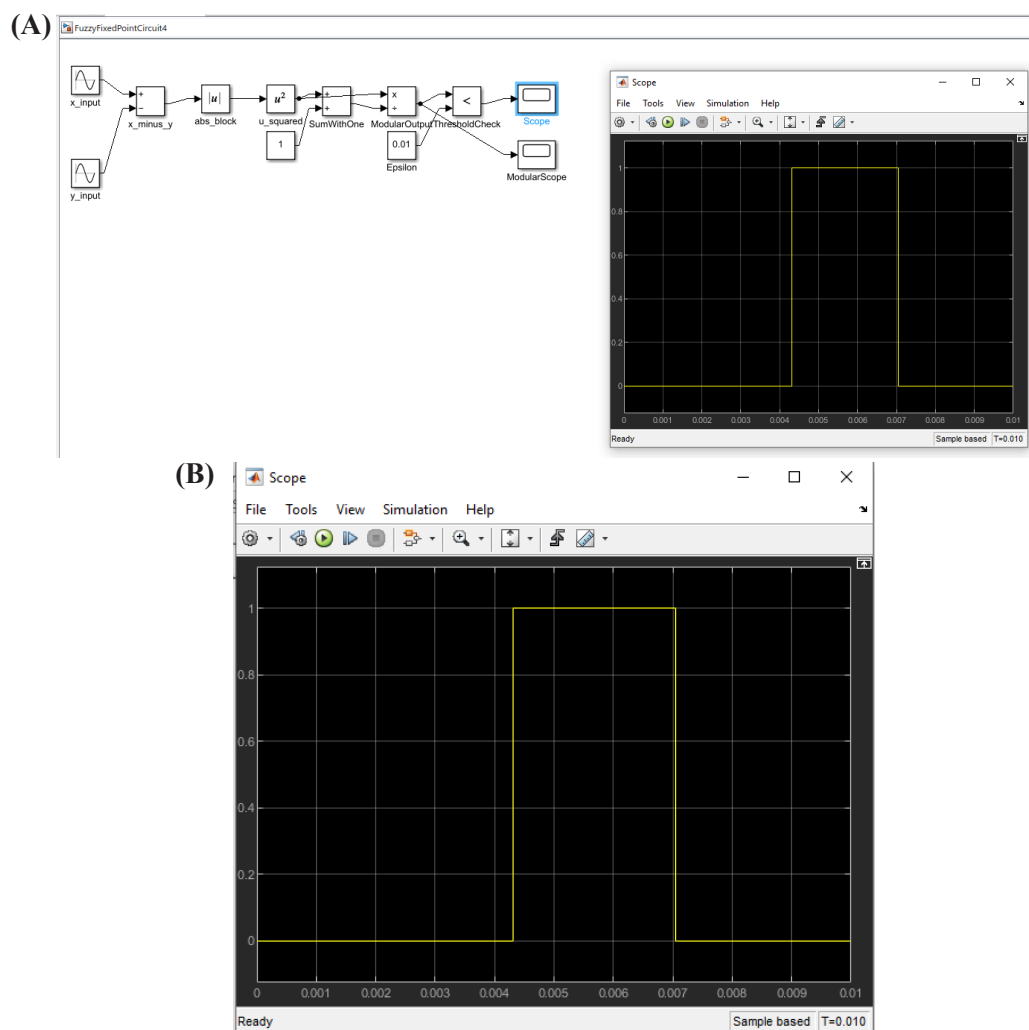 (A)
FuzzyFixedPointCircuit4
x_input
y_input
+
−
x_minus_y
|u|
abs_block
u²
u_squared
1
+
+
SumWithOne
x
÷
ModularOutput
0.01
Epsilon
<
ThresholdCheck
Scope
ModularScope
Scope
File Tools View Simulation Help
1
0.8
0.6
0.4
0.2
0
0 0.001 0.002 0.003 0.004 0.005 0.006 0.007 0.008 0.009 0.01
Ready Sample based T=0.010
(B)
Scope
File Tools View Simulation Help
1
0.8
0.6
0.4
0.2
0
0 0.001 0.002 0.003 0.004 0.005 0.006 0.007 0.008 0.009 0.01
Ready Sample based T=0.010